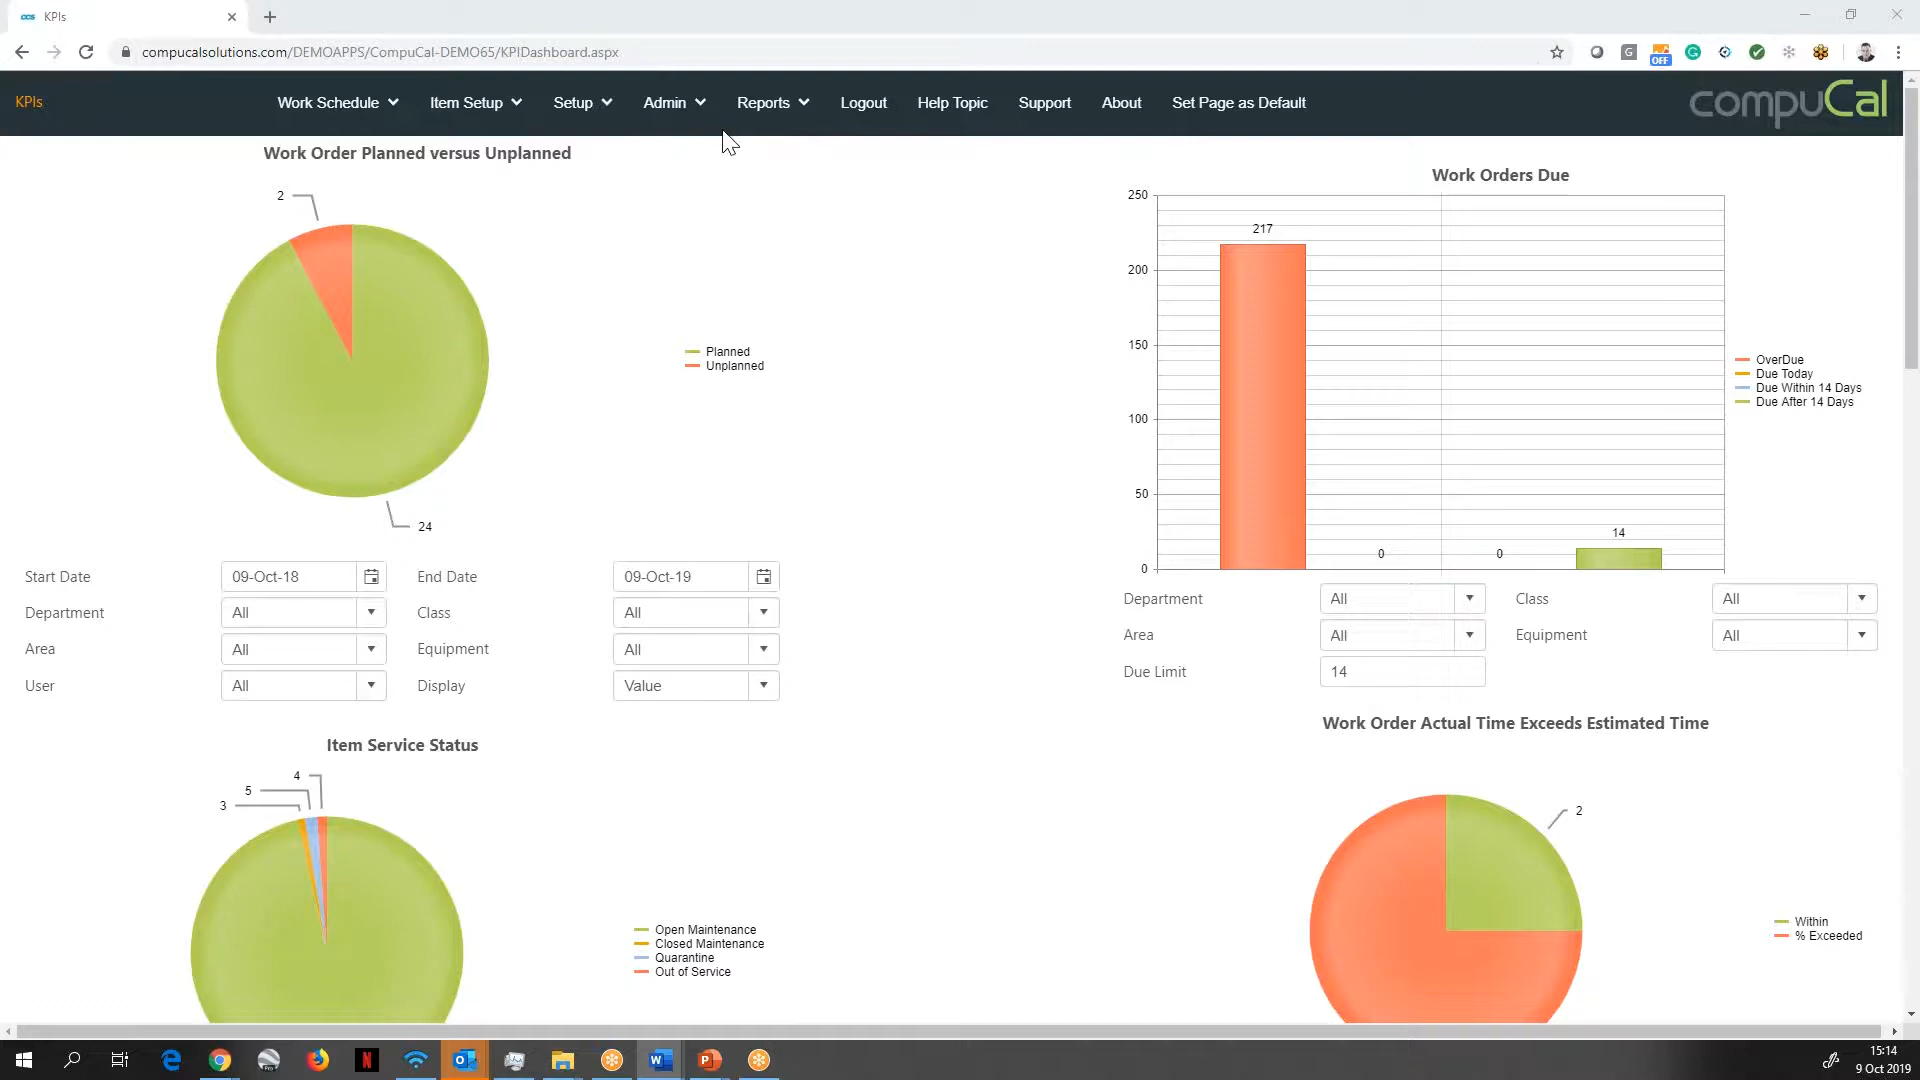 KPIs
compucalsolutions.com/DEMOAPPS/CompuCal-DEMO65/KPIDashboard.aspx
OFF
KPIs
Work Schedule Item Setup Setup Admin Reports Logout Help Topic Support About Set Page as Default
compuCal
Work Order Planned versus Unplanned
2
24
Planned
Unplanned
Start Date 09-Oct-18 End Date 09-Oct-19
Department All Class All
Area All Equipment All
User All Display Value
Work Orders Due
250
200
150
100
50
0
217
0
0
14
OverDue
Due Today
Due Within 14 Days
Due After 14 Days
Department All Class All
Area All Equipment All
Due Limit 14
Item Service Status
4
5
3
Open Maintenance
Closed Maintenance
Quarantine
Out of Service
Work Order Actual Time Exceeds Estimated Time
2
Within
% Exceeded
15:14
9 Oct 2019